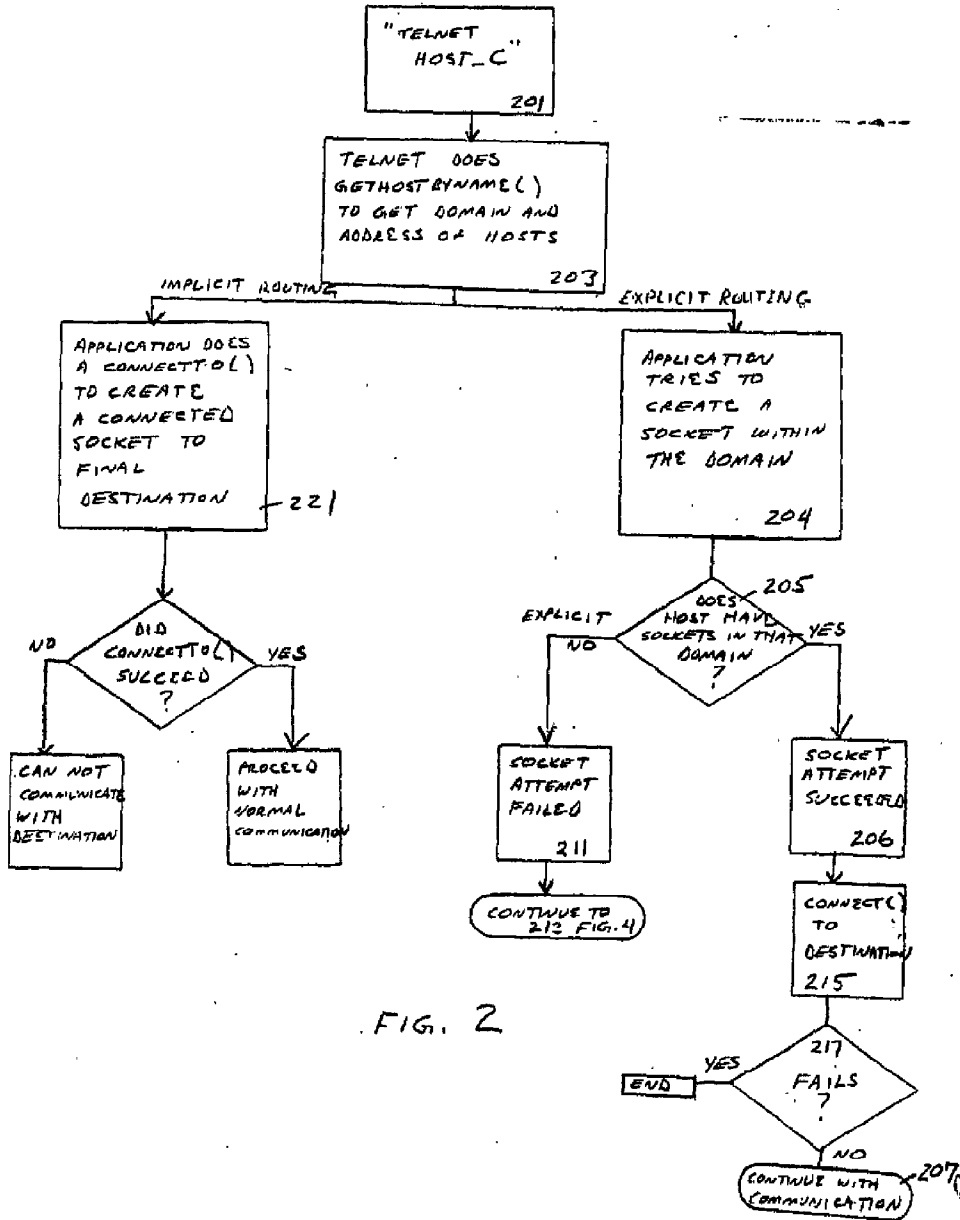 "TELNET
HOST_C"
201
TELNET DOES
GETHOSTBYNAME()
TO GET DOMAIN AND
ADDRESS OF HOSTS
203
IMPLICIT ROUTING
EXPLICIT ROUTING
APPLICATION DOES
A CONNECTTO()
TO CREATE
A CONNECTED
SOCKET TO
FINAL
DESTINATION
221
APPLICATION
TRIES TO
CREATE A
SOCKET WITHIN
THE DOMAIN
204
DID
CONNECTTO()
SUCCEED
?
NO
YES
205
DOES
HOST HAVE
SOCKETS IN THAT
DOMAIN
?
EXPLICIT
NO
YES
CAN NOT
COMMUNICATE
WITH
DESTINATION
PROCEED
WITH
NORMAL
COMMUNICATION
SOCKET
ATTEMPT
FAILED
211
SOCKET
ATTEMPT
SUCCEEDED
206
CONTINUE TO
FIG. 4
CONNECT()
TO
DESTINATION
215
FIG. 2
217
FAILS
?
YES
END
NO
CONTINUE WITH
COMMUNICATION
207